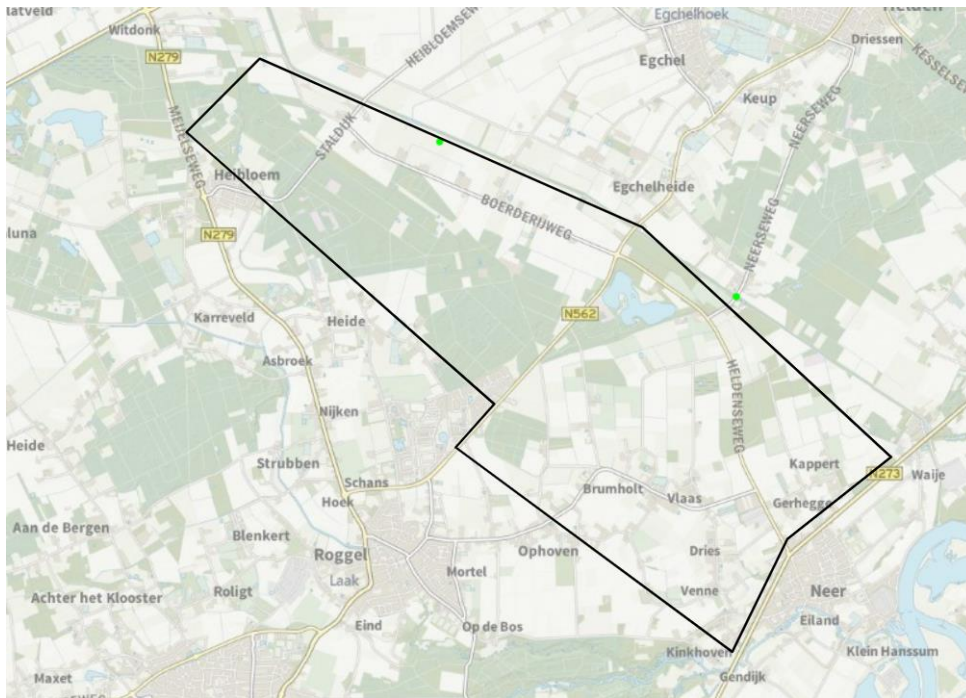 Witdonk
N279
HEIBLOEMSEWEG
Egchelhoek
Helden
Driessen
Egchel
KESSELSEWEG
Keup
NEERSEWEG
STALDIJK
MEIJELSEWEG
Heibloem
Egchelheide
BOERDERIJWEG
NEERSEWEG
N279
N562
Karreveld
Heide
Asbroek
HELDENSEWEG
Nijken
Heide
Strubben
Kappert
N273
Waije
Schans
Brumholt
Vlaas
Hoek
Gerhegge
Aan de Bergen
Blenkert
Roggel
Ophoven
Dries
Laak
Mortel
Venne
Neer
Achter het Klooster
Roligt
Eind
Op de Bos
Eiland
Kinkhoven
Klein Hanssum
Maxet
Gendijk